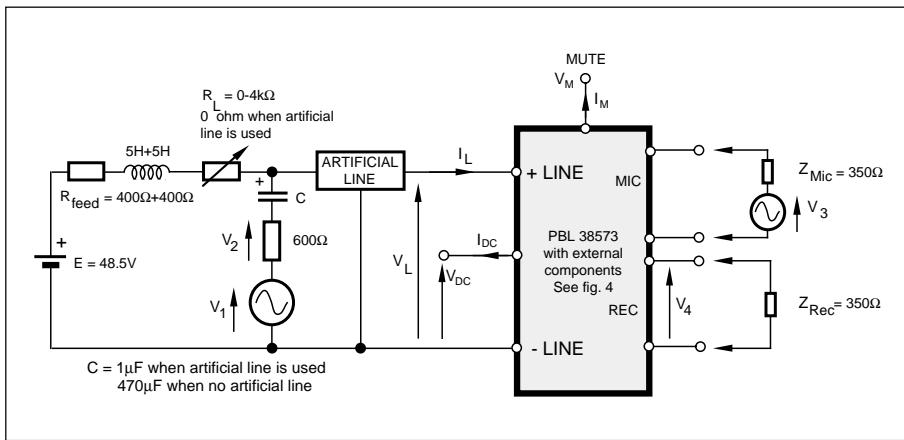 MUTE
V_M
I_M
R_L = 0-4kΩ
0 ohm when artificial
line is used
5H+5H
R_feed = 400Ω+400Ω
ARTIFICIAL
LINE
I_L
+ LINE
MIC
Z_Mic = 350Ω
V_3
+
C
600Ω
V_2
V_L
I_DC
V_DC
PBL 38573
with external
components
See fig. 4
REC
V_4
Z_Rec = 350Ω
+
E = 48.5V
V_1
- LINE
C = 1µF when artificial line is used
470µF when no artificial line